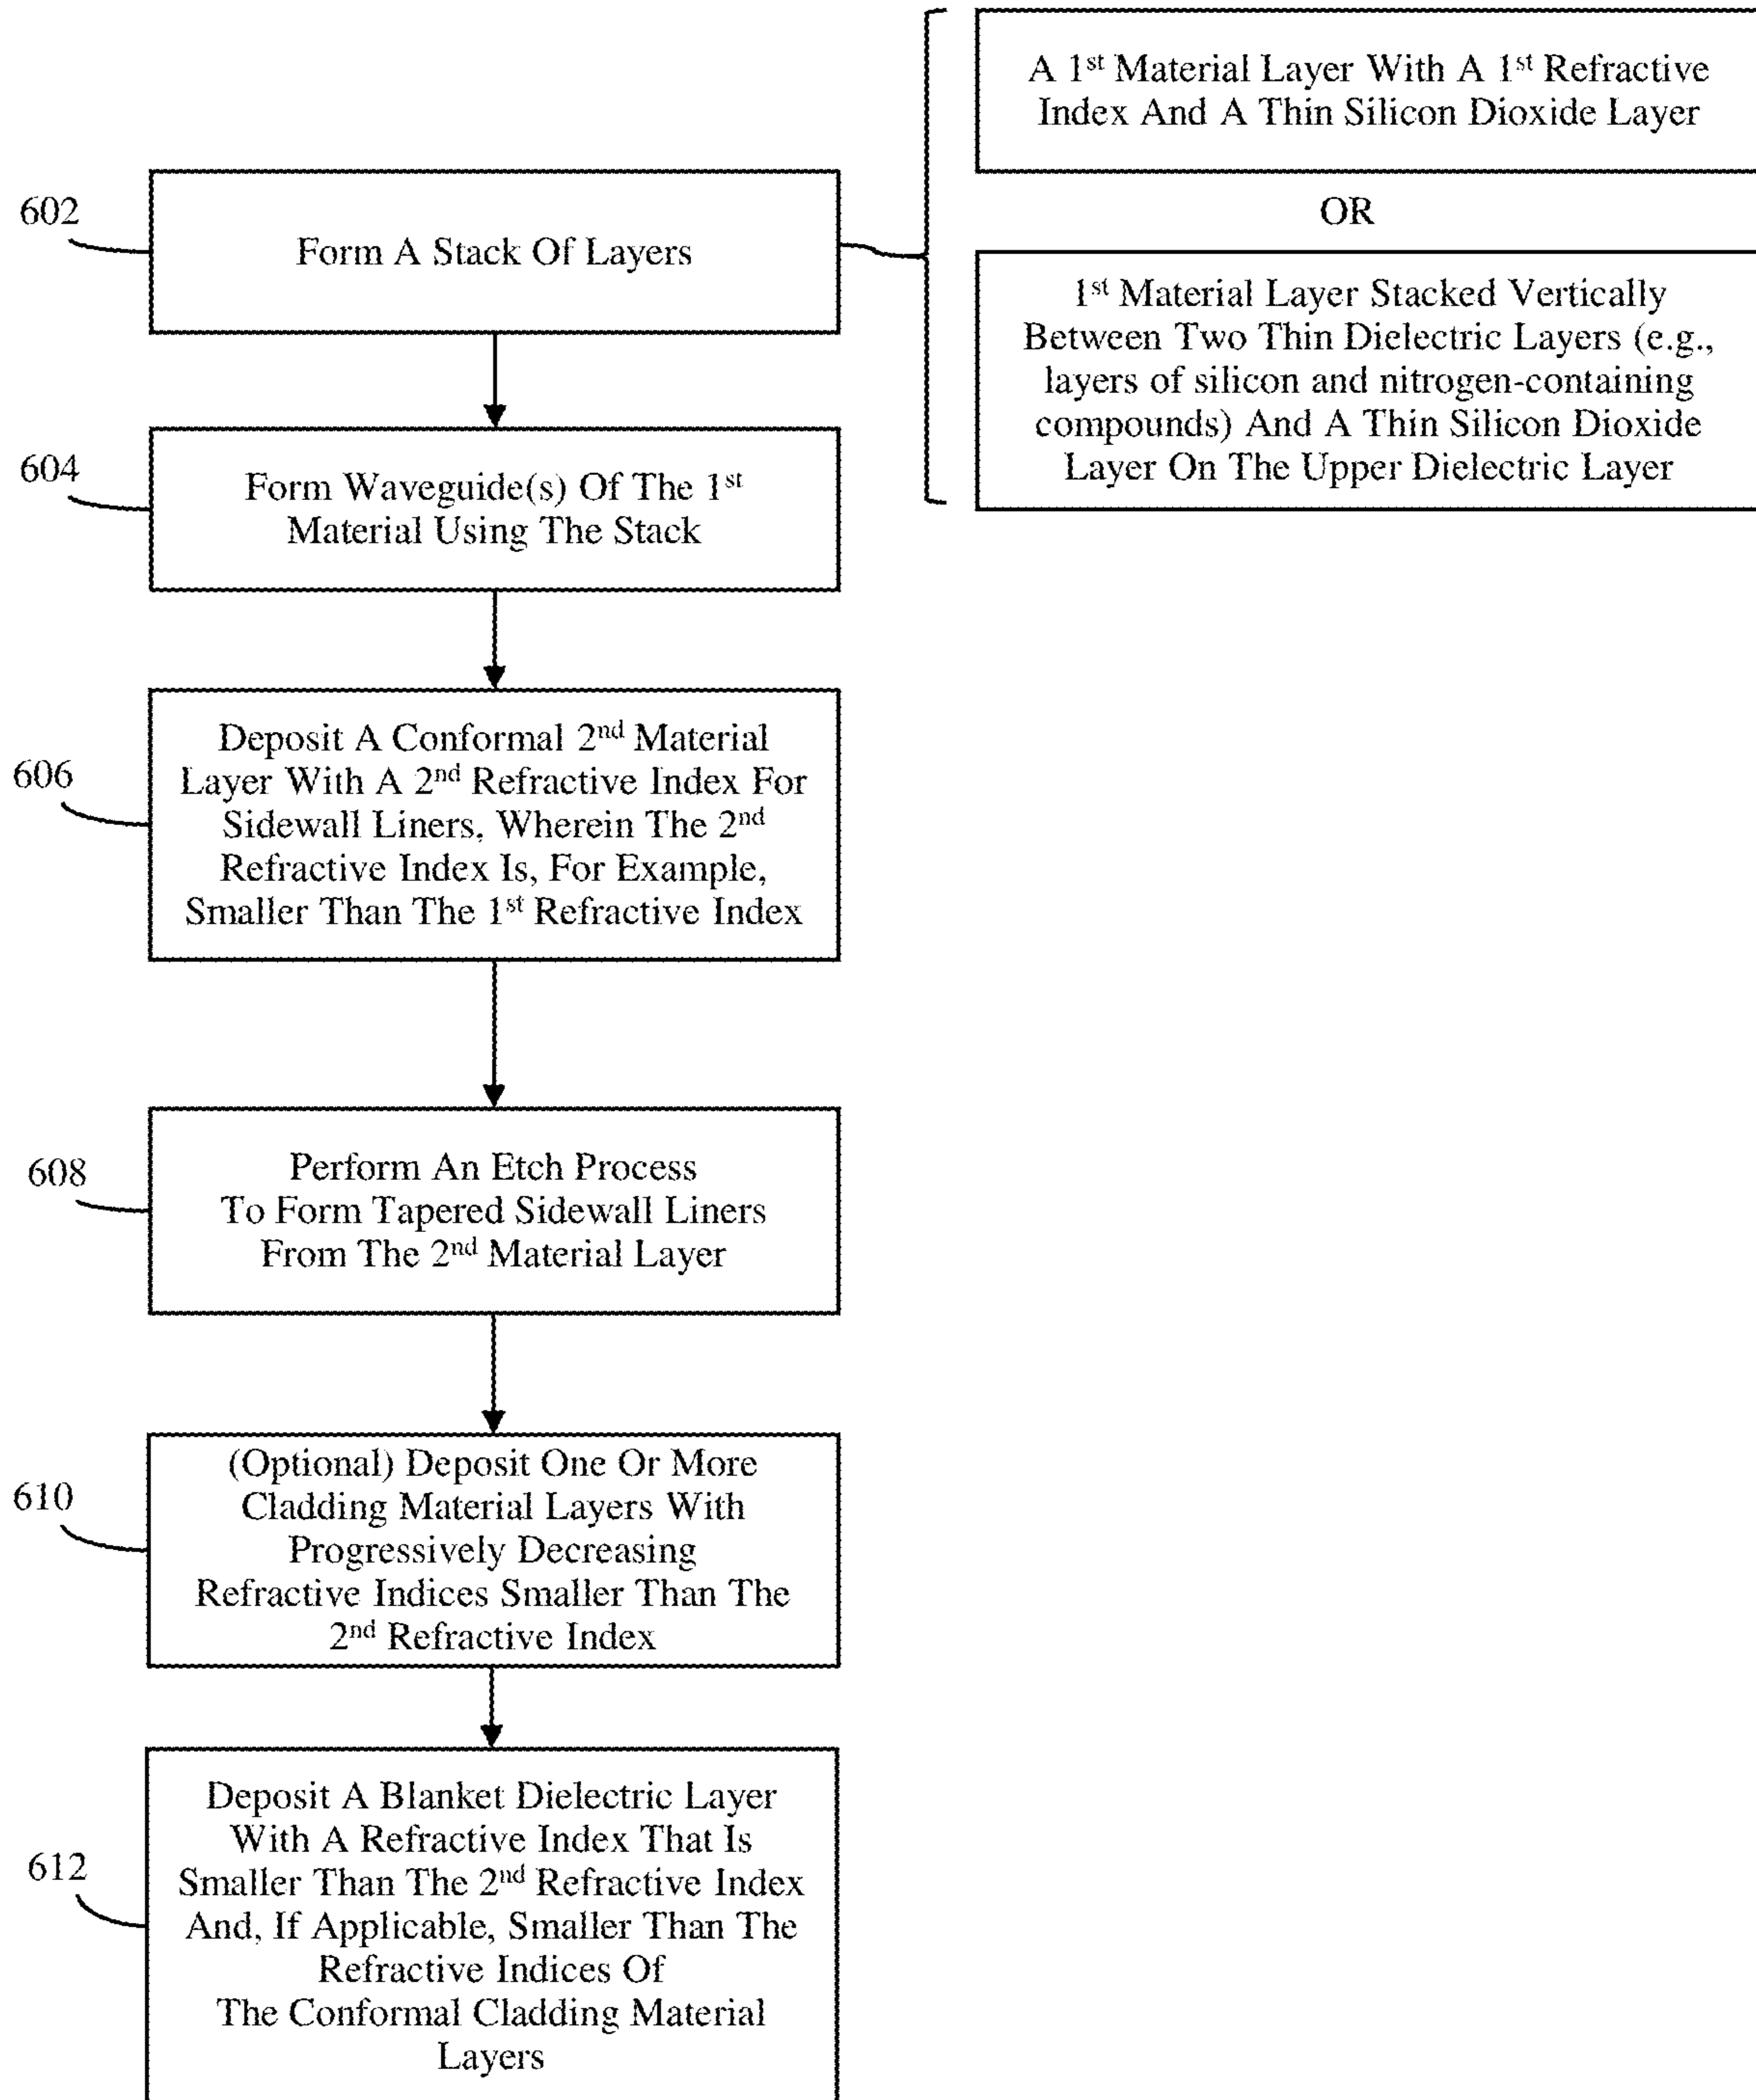 A 1st Material Layer With A 1st Refractive
Index And A Thin Silicon Dioxide Layer
602
Form A Stack Of Layers
OR
1st Material Layer Stacked Vertically
Between Two Thin Dielectric Layers (e.g.,
layers of silicon and nitrogen-containing
compounds) And A Thin Silicon Dioxide
Layer On The Upper Dielectric Layer
604
Form Waveguide(s) Of The 1st
Material Using The Stack
606
Deposit A Conformal 2nd Material
Layer With A 2nd Refractive Index For
Sidewall Liners, Wherein The 2nd
Refractive Index Is, For Example,
Smaller Than The 1st Refractive Index
608
Perform An Etch Process
To Form Tapered Sidewall Liners
From The 2nd Material Layer
610
(Optional) Deposit One Or More
Cladding Material Layers With
Progressively Decreasing
Refractive Indices Smaller Than The
2nd Refractive Index
612
Deposit A Blanket Dielectric Layer
With A Refractive Index That Is
Smaller Than The 2nd Refractive Index
And, If Applicable, Smaller Than The
Refractive Indices Of
The Conformal Cladding Material
Layers